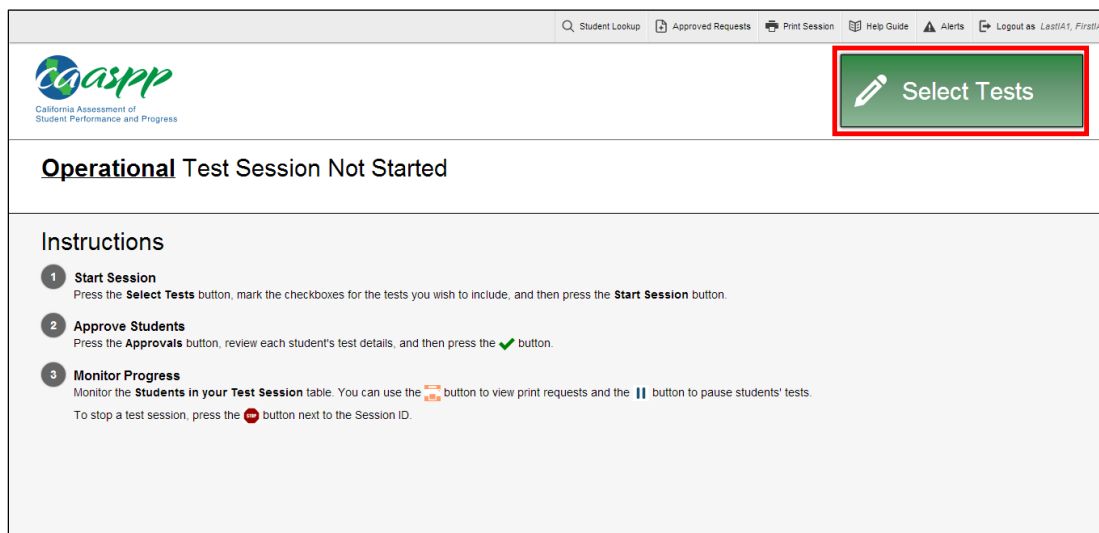 Student Lookup Approved Requests Print Session Help Guide Alerts Logout as LastIA1, FirstIA
caaspp
California Assessment of
Student Performance and Progress
Select Tests
Operational Test Session Not Started
Instructions
1 Start Session
Press the Select Tests button, mark the checkboxes for the tests you wish to include, and then press the Start Session button.
2 Approve Students
Press the Approvals button, review each student's test details, and then press the button.
3 Monitor Progress
Monitor the Students in your Test Session table. You can use the button to view print requests and the button to pause students' tests.
To stop a test session, press the STOP button next to the Session ID.